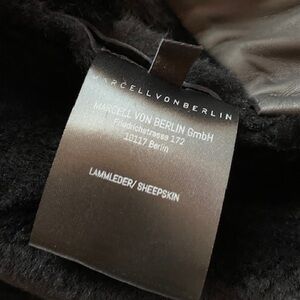 MARCELLVONBERLIN
MARCELL VON BERLIN GmbH
Friedrichstrasse 172
10117 Berlin
LAMMLEDER/ SHEEPSKIN